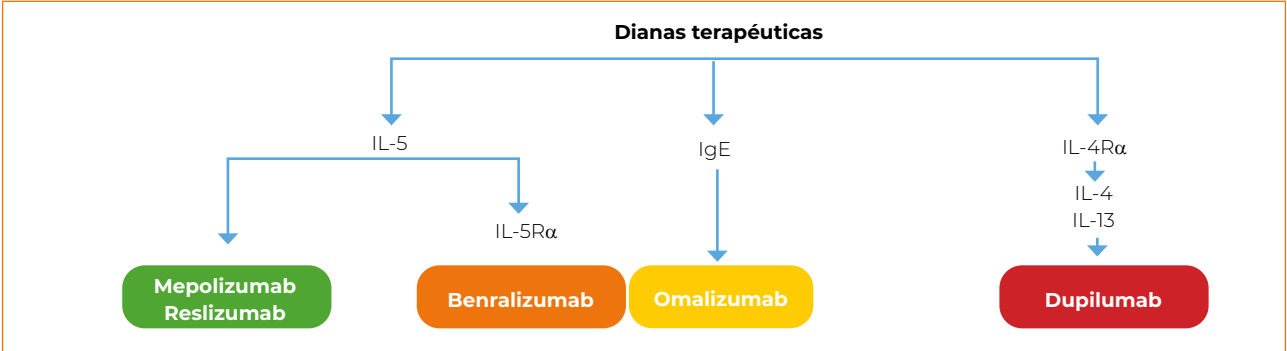 Dianas terapéuticas
IL-5
IgE
IL-4Rα
IL-4
IL-13
IL-5Rα
Mepolizumab
Reslizumab
Benralizumab
Omalizumab
Dupilumab